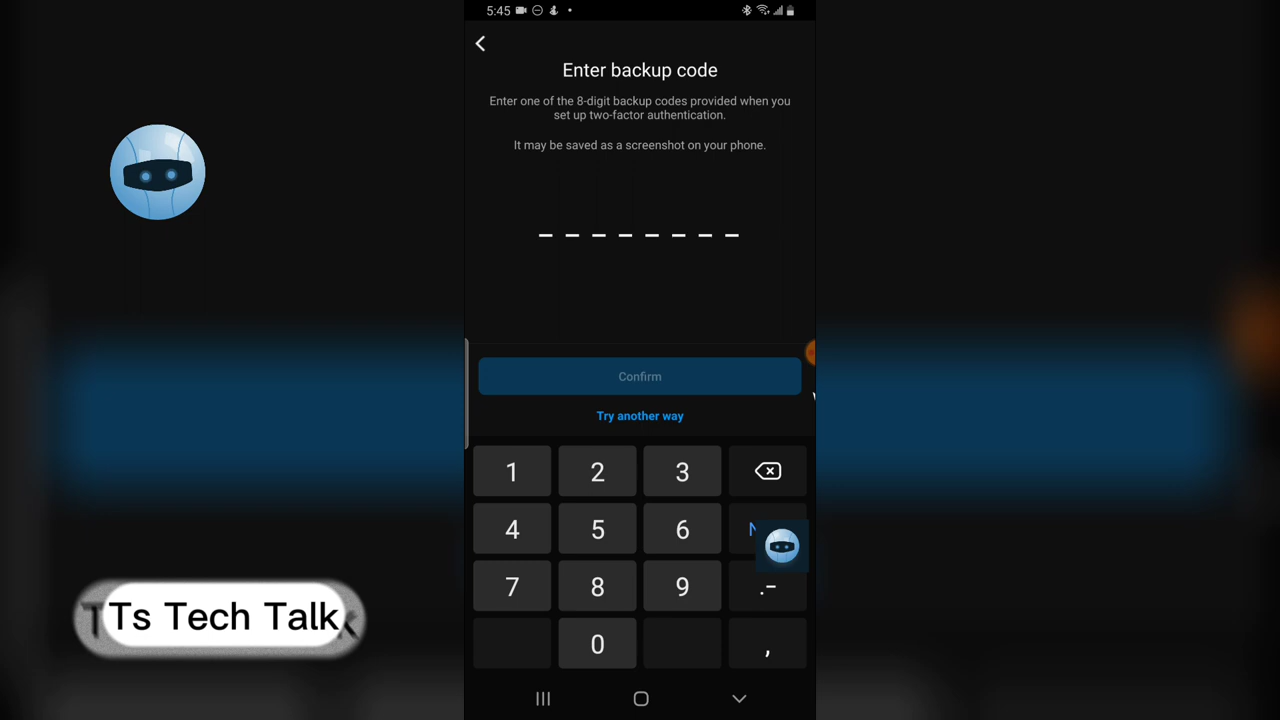 5:45
Enter backup code
Enter one of the 8-digit backup codes provided when you
set up two-factor authentication.
It may be saved as a screenshot on your phone.
Confirm
Try another way
1 2 3
4 5 6 N
7 8 9 .-
0 ,
Ts Tech Talk